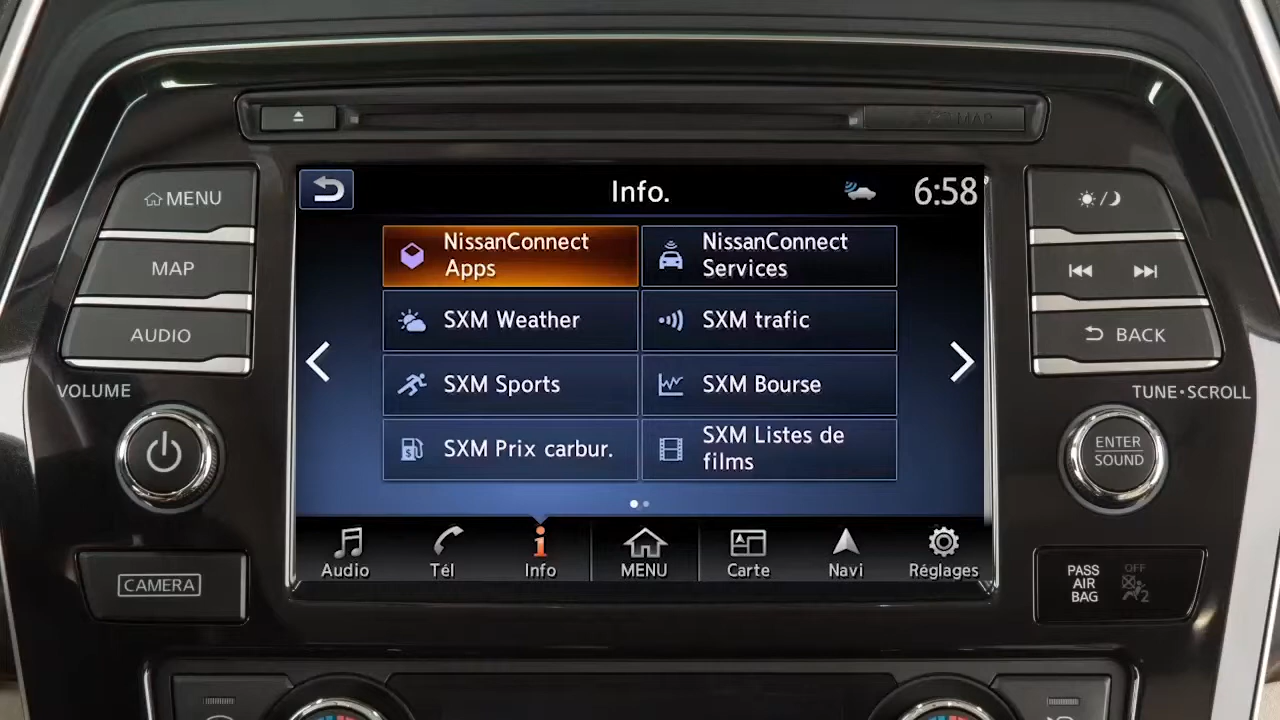 MAP
MENU
Info.
6:58
MAP
NissanConnect
Apps
NissanConnect
Services
SXM Weather
SXM trafic
AUDIO
BACK
SXM Sports
SXM Bourse
VOLUME
TUNE·SCROLL
SXM Prix carbur.
SXM Listes de
films
ENTER
SOUND
Audio
Tél
Info
MENU
Carte
Navi
Réglages
CAMERA
PASS
AIR
BAG
OFF
2